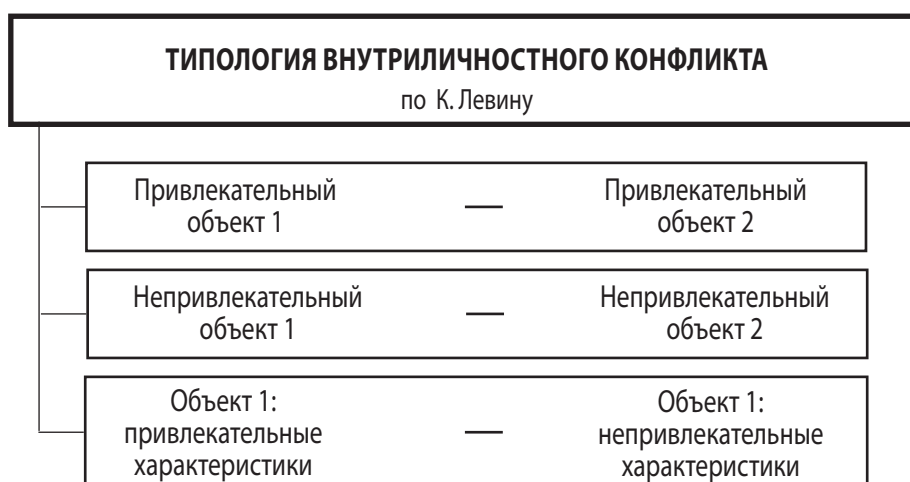 ТИПОЛОГИЯ ВНУТРИЛИЧНОСТНОГО КОНФЛИКТА
по К. Левину
Привлекательный
объект 1
—
Привлекательный
объект 2
Непривлекательный
объект 1
—
Непривлекательный
объект 2
Объект 1:
привлекательные
характеристики
—
Объект 1:
непривлекательные
характеристики